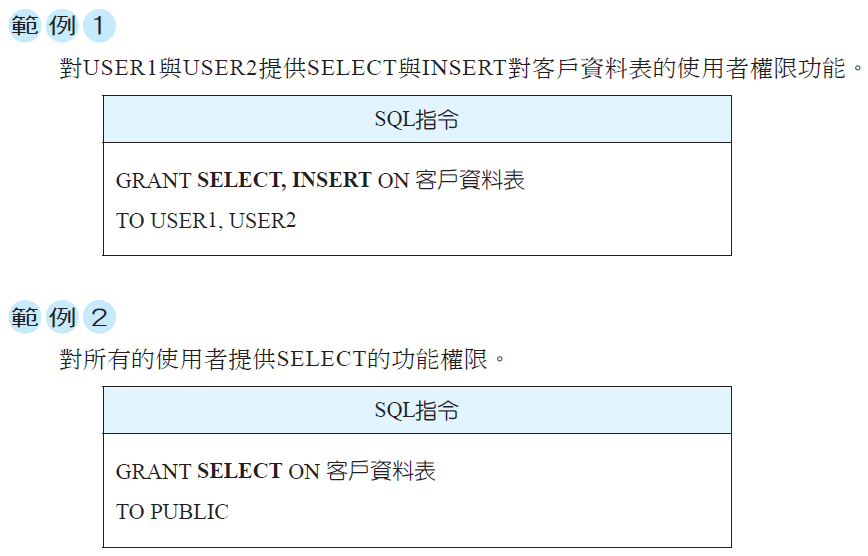 範例1
對USER1與USER2提供SELECT與INSERT對客戶資料表的使用者權限功能。
SQL指令
GRANT SELECT, INSERT ON 客戶資料表
TO USER1, USER2
範例2
對所有的使用者提供SELECT的功能權限。
SQL指令
GRANT SELECT ON 客戶資料表
TO PUBLIC